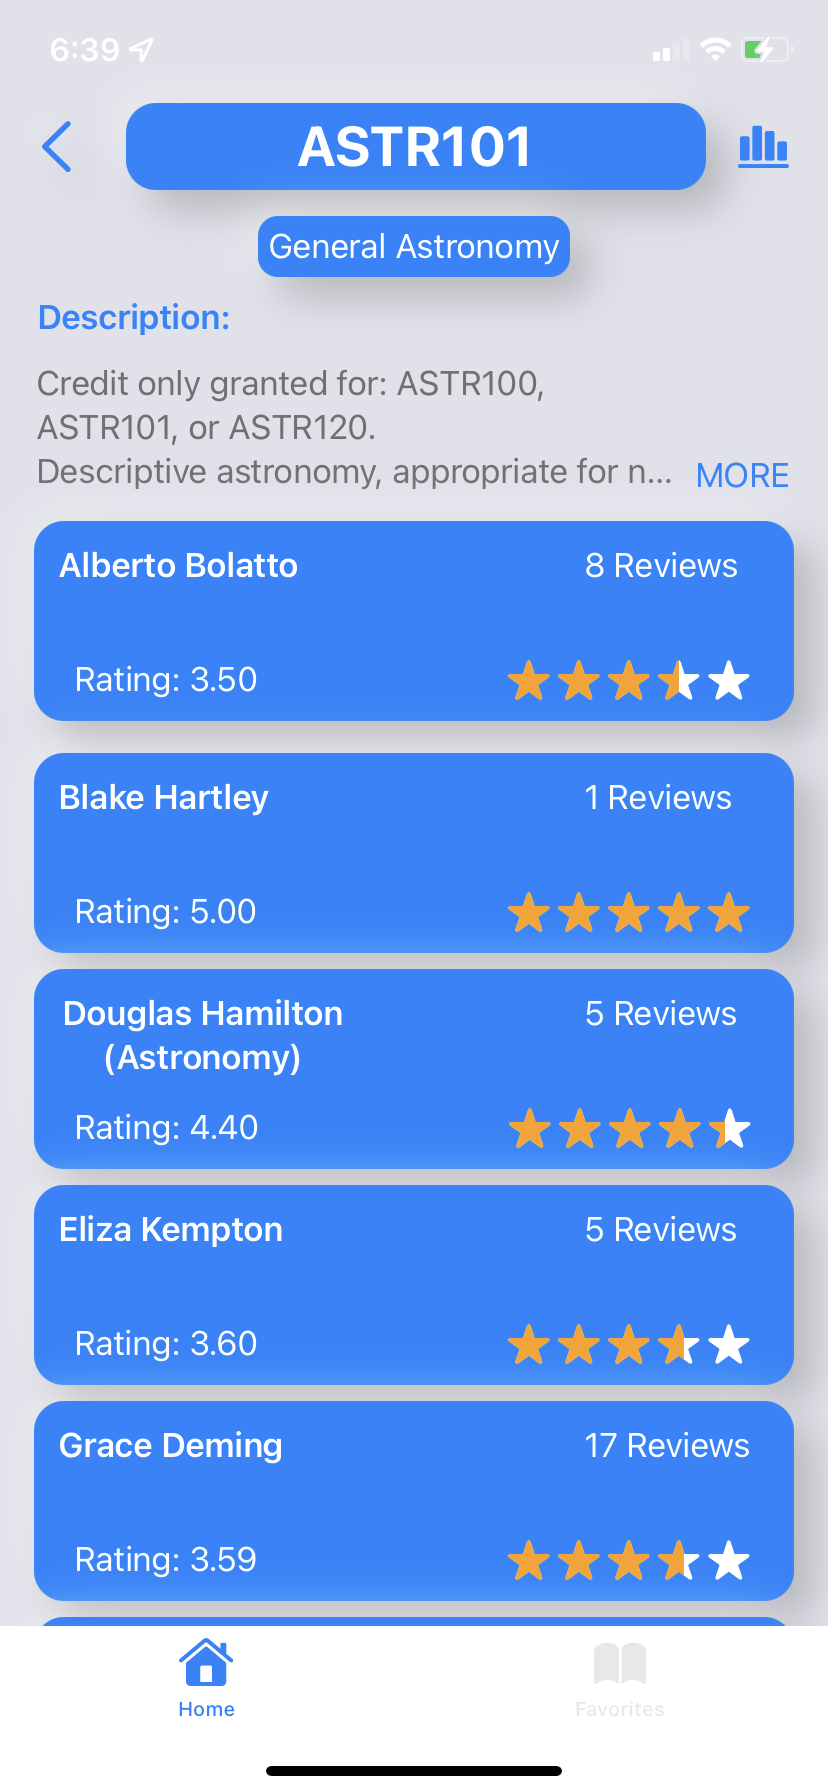 6:39
ASTR101
General Astronomy
Description:
Credit only granted for: ASTR100,
ASTR101, or ASTR120.
Descriptive astronomy, appropriate for n... MORE
Alberto Bolatto 8 Reviews
Rating: 3.50
Blake Hartley 1 Reviews
Rating: 5.00
Douglas Hamilton 5 Reviews
(Astronomy)
Rating: 4.40
Eliza Kempton 5 Reviews
Rating: 3.60
Grace Deming 17 Reviews
Rating: 3.59
Home Favorites